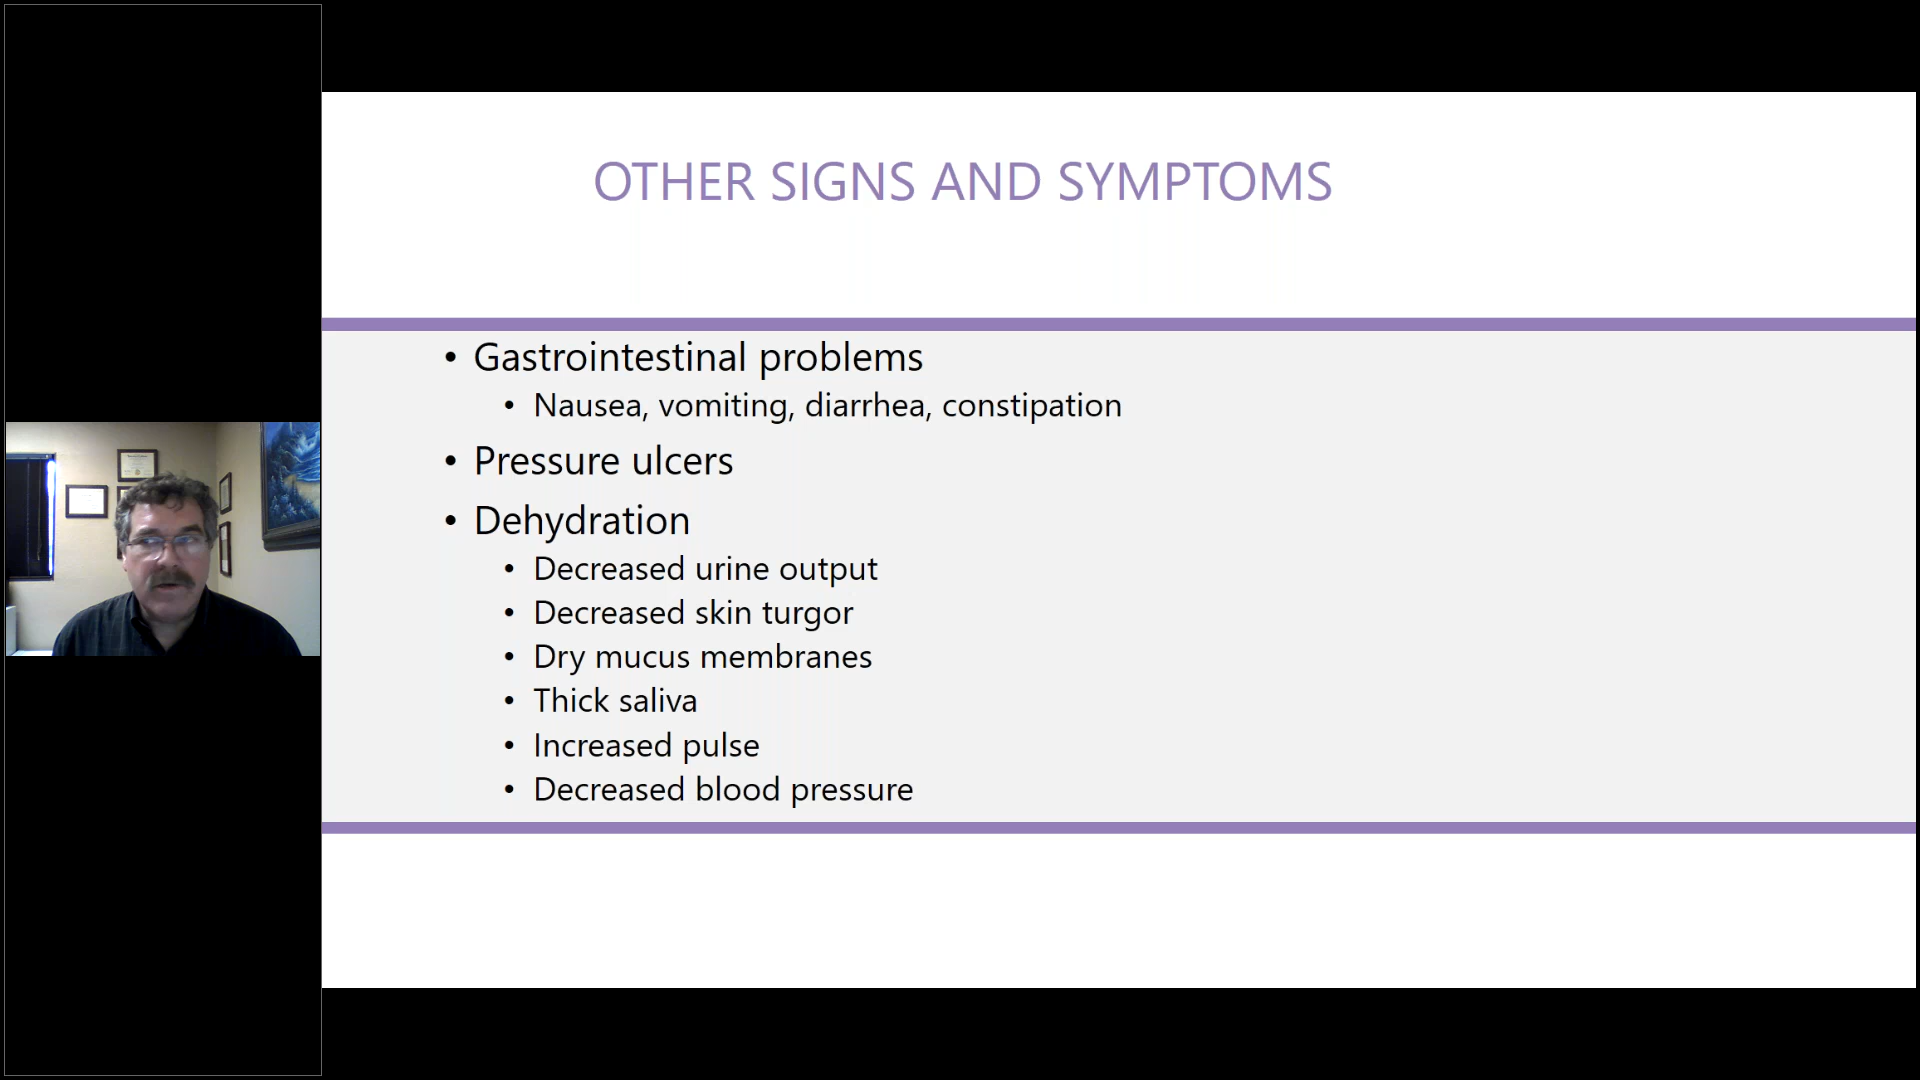 OTHER SIGNS AND SYMPTOMS
• Gastrointestinal problems
• Nausea, vomiting, diarrhea, constipation
• Pressure ulcers
• Dehydration
• Decreased urine output
• Decreased skin turgor
• Dry mucus membranes
• Thick saliva
• Increased pulse
• Decreased blood pressure